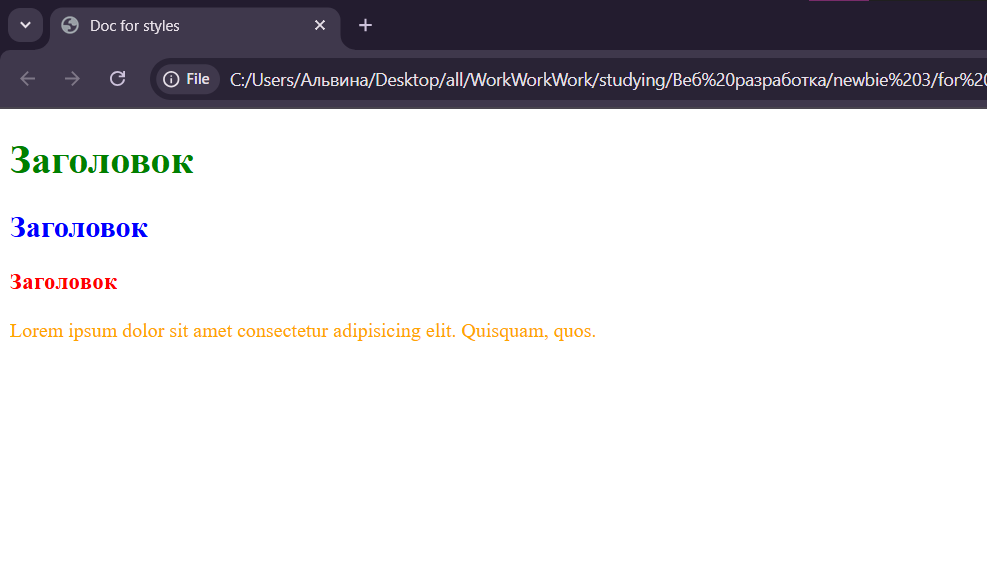 Doc for styles
File C:/Users/Альвина/Desktop/all/WorkWorkWork/studying/Веб%20разработка/newbie%203/for%20
Заголовок
Заголовок
Заголовок
Lorem ipsum dolor sit amet consectetur adipisicing elit. Quisquam, quos.